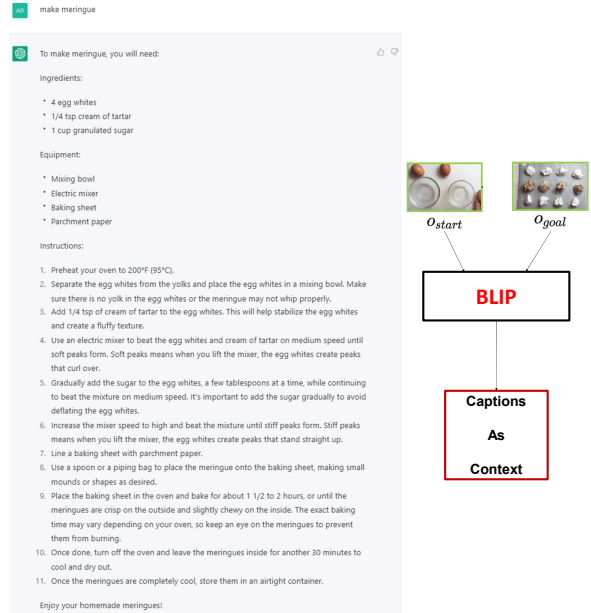 AB make meringue
To make meringue, you will need:
Ingredients:
• 4 egg whites
• 1/4 tsp cream of tartar
• 1 cup granulated sugar
Equipment:
• Mixing bowl
• Electric mixer
• Baking sheet
• Parchment paper
Instructions:
1. Preheat your oven to 200°F (95°C).
2. Separate the egg whites from the yolks and place the egg whites in a mixing bowl. Make
sure there is no yolk in the egg whites or the meringue may not whip properly.
3. Add 1/4 tsp of cream of tartar to the egg whites. This will help stabilize the egg whites
and create a fluffy texture.
4. Use an electric mixer to beat the egg whites and cream of tartar on medium speed until
soft peaks form. Soft peaks means when you lift the mixer, the egg whites create peaks
that curl over.
5. Gradually add the sugar to the egg whites, a few tablespoons at a time, while continuing
to beat the mixture on medium speed. It's important to add the sugar gradually to avoid
deflating the egg whites.
6. Increase the mixer speed to high and beat the mixture until stiff peaks form. Stiff peaks
means when you lift the mixer, the egg whites create peaks that stand straight up.
7. Line a baking sheet with parchment paper.
8. Use a spoon or a piping bag to place the meringue onto the baking sheet, making small
mounds or shapes as desired.
9. Place the baking sheet in the oven and bake for about 1 1/2 to 2 hours, or until the
meringues are crisp on the outside and slightly chewy on the inside. The exact baking
time may vary depending on your oven, so keep an eye on the meringues to prevent
them from burning.
10. Once done, turn off the oven and leave the meringues inside for another 30 minutes to
cool and dry out.
11. Once the meringues are completely cool, store them in an airtight container.
Enjoy your homemade meringues!
o_start
o_goal
BLIP
Captions
As
Context